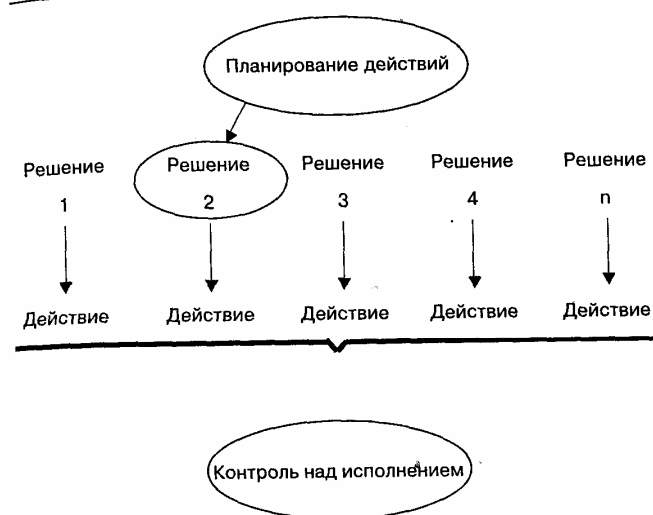 Планирование действий
Решение Решение Решение Решение Решение
1 2 3 4 n
Действие Действие Действие Действие Действие
Контроль над исполнением